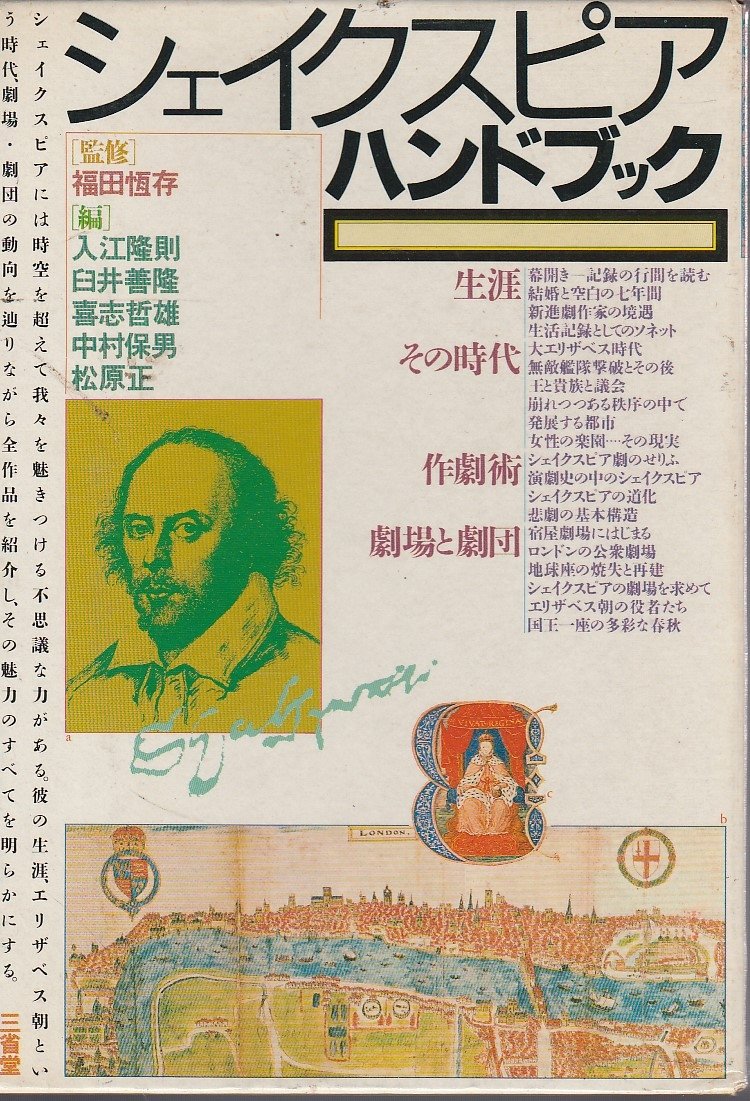 シェイクスピア
ハンドブック
[監修]
福田恆存
[編]
入江隆則
臼井善隆
喜志哲雄
中村保男
松原正
生涯
幕開き―記録の行間を読む
結婚と空白の七年間
新進劇作家の境遇
生活記録としてのソネット
その時代
大エリザベス時代
無敵艦隊撃破とその後
王と貴族と議会
崩れつつある秩序の中で
発展する都市
女性の楽園…その現実
作劇術
シェイクスピア劇のせりふ
演劇史の中のシェイクスピア
シェイクスピアの道化
悲劇の基本構造
劇場と劇団
宿屋劇場にはじまる
ロンドンの公衆劇場
地球座の焼失と再建
シェイクスピアの劇場を求めて
エリザベス朝の役者たち
国王一座の多彩な春秋
シェイクスピアには時空を超えて我々を魅きつける不思議な力がある。彼の生涯、エリザベス朝とい
う時代、劇場・劇団の動向を辿りながら全作品を紹介し、その魅力のすべてを明らかにする。
三省堂
a
VIVAT REGINA
c
b
LONDON.